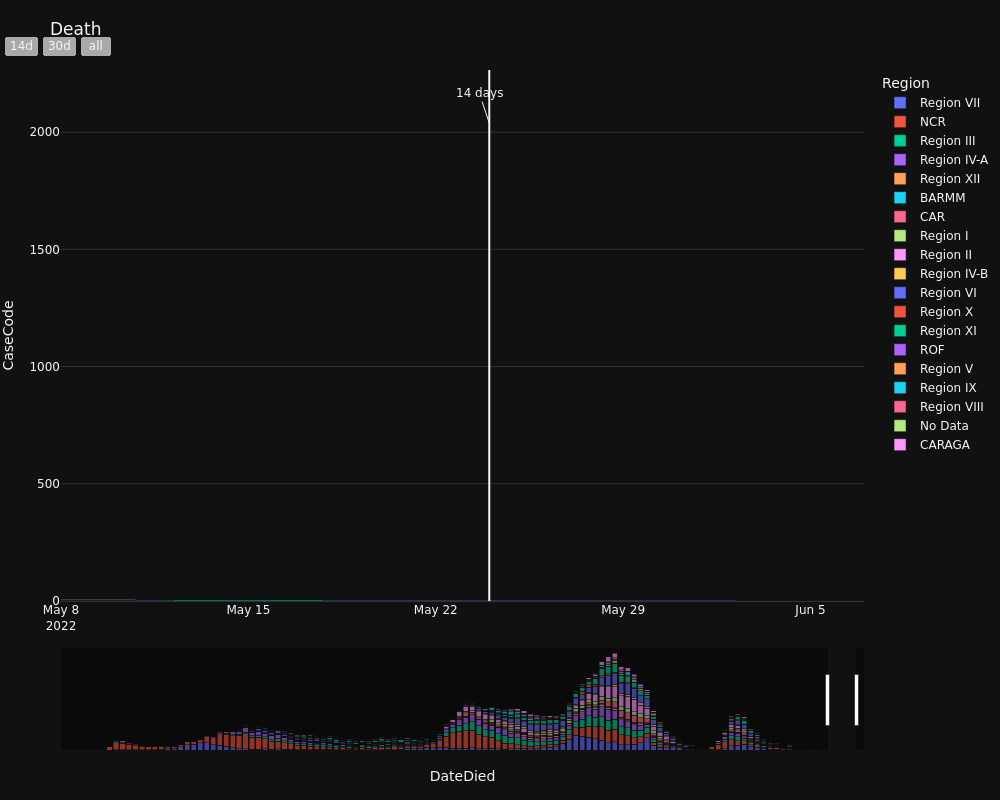 Death
14d 30d all
14 days
2000
1500
1000
500
0
CaseCode
May 8 May 15 May 22 May 29 Jun 5
2022
DateDied
Region
Region VII
NCR
Region III
Region IV-A
Region XII
BARMM
CAR
Region I
Region II
Region IV-B
Region VI
Region X
Region XI
ROF
Region V
Region IX
Region VIII
No Data
CARAGA